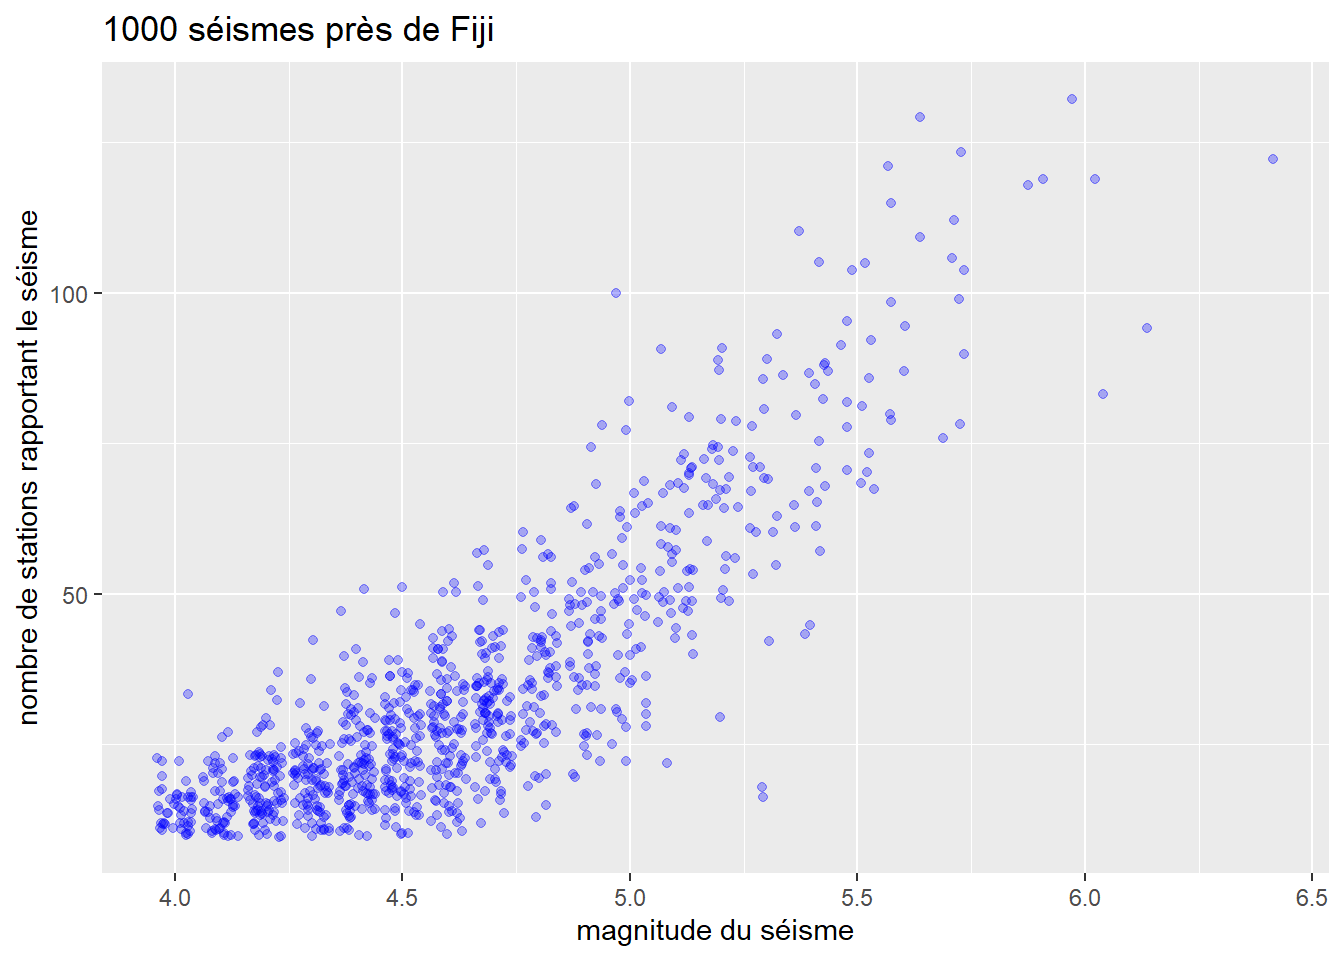 1000 séismes près de Fiji
nombre de stations rapportant le séisme
100
50
4.0 4.5 5.0 5.5 6.0 6.5
magnitude du séisme